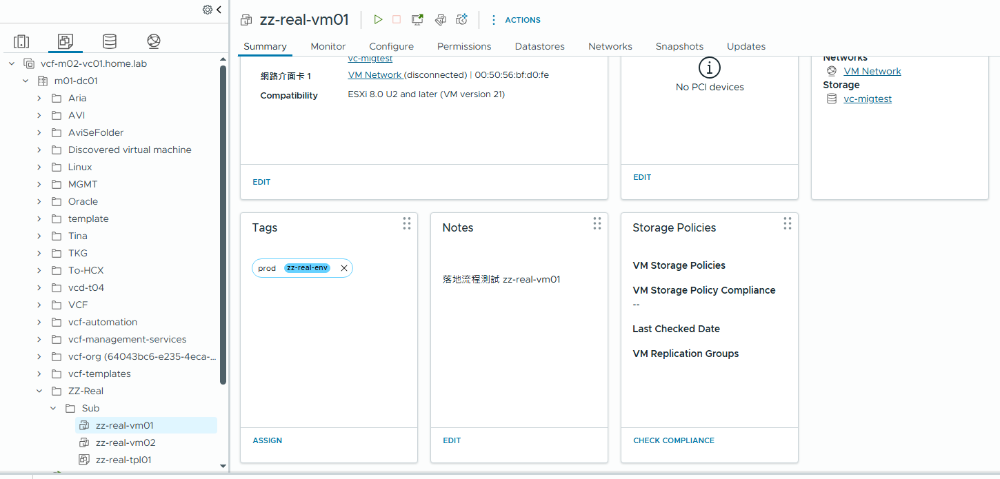 zz-real-vm01
ACTIONS
Summary
Monitor
Configure
Permissions
Datastores
Networks
Snapshots
Updates
vcf-m02-vc01.home.lab
m01-dc01
Aria
AVI
AviSeFolder
Discovered virtual machine
Linux
MGMT
Oracle
template
Tina
TKG
To-HCX
vcd-t04
VCF
vcf-automation
vcf-management-services
vcf-org (64043bc6-e235-4eca-...
vcf-templates
ZZ-Real
Sub
zz-real-vm01
zz-real-vm02
zz-real-tpl01
vc-migtest
網路介面卡 1
VM Network (disconnected) | 00:50:56:bf:d0:fe
Compatibility
ESXi 8.0 U2 and later (VM version 21)
EDIT
No PCI devices
EDIT
Networks
VM Network
Storage
vc-migtest
Tags
prod zz-real-env
ASSIGN
Notes
落地流程測試 zz-real-vm01
EDIT
Storage Policies
VM Storage Policies
VM Storage Policy Compliance
--
Last Checked Date
VM Replication Groups
CHECK COMPLIANCE